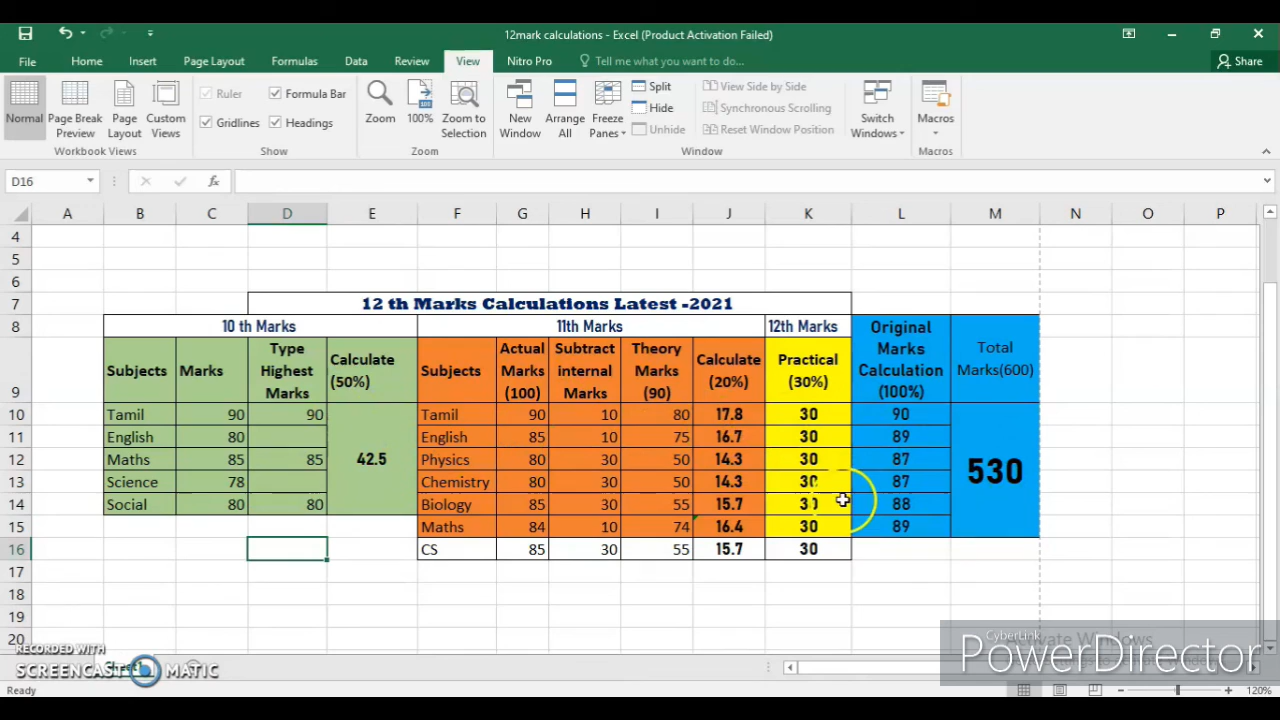 12mark calculations - Excel (Product Activation Failed)
File Home Insert Page Layout Formulas Data Review View Nitro Pro Tell me what you want to do... Share
Normal Page Break Preview Page Layout Custom Views
Ruler Formula Bar
Gridlines Headings
Zoom 100% Zoom to Selection
New Window Arrange All Freeze Panes
Split View Side by Side
Hide Synchronous Scrolling
Unhide Reset Window Position
Switch Windows Macros
Workbook Views Show Zoom Window Macros
D16 fx
A B C D E F G H I J K L M N O P
4
5
6
7 12 th Marks Calculations Latest -2021
8 10 th Marks 11th Marks 12th Marks Original Marks Calculation (100%) Total Marks(600)
9 Subjects Marks Type Highest Marks Calculate (50%) Subjects Actual Marks (100) Subtract internal Marks Theory Marks (90) Calculate (20%) Practical (30%)
10 Tamil 90 90 Tamil 90 10 80 17.8 30 90
11 English 80 English 85 10 75 16.7 30 89
12 Maths 85 85 42.5 Physics 80 30 50 14.3 30 87 530
13 Science 78 Chemistry 80 30 50 14.3 30 87
14 Social 80 80 Biology 85 30 55 15.7 30 88
15 Maths 84 10 74 16.4 30 89
16 CS 85 30 55 15.7 30
17
18
19
20
Activate Windows
RECORDED WITH
SCREENCAST MATIC
CyberLink
PowerDirector
Ready 120%